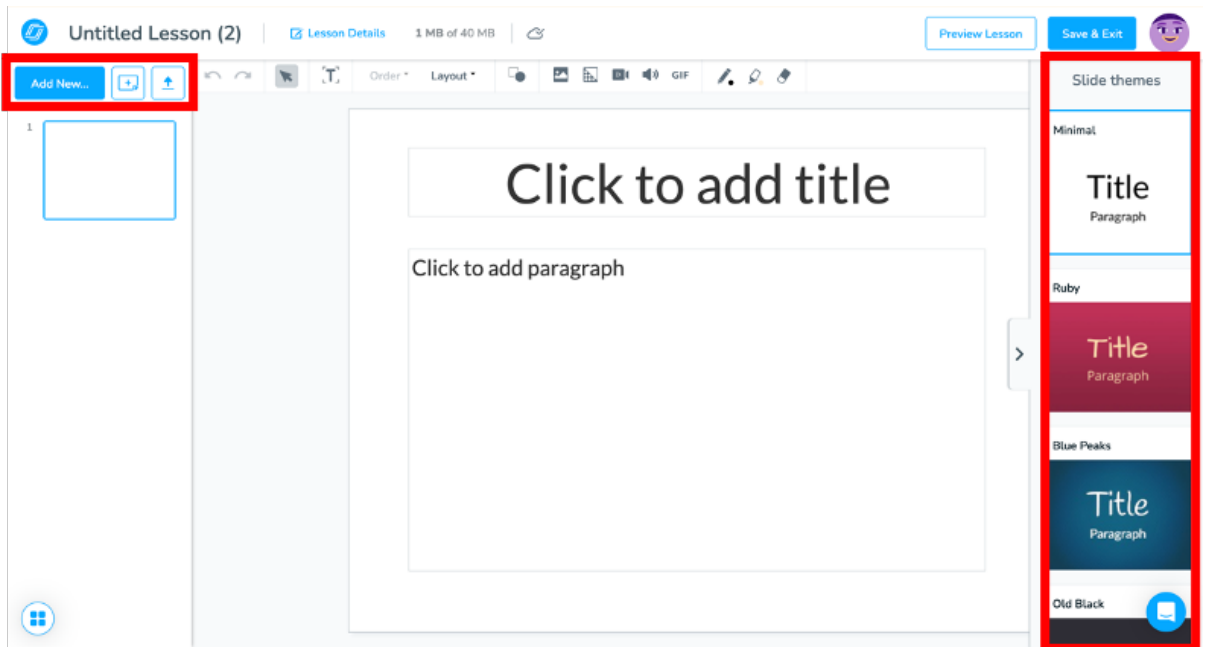 Untitled Lesson (2) Lesson Details 1 MB of 40 MB Preview Lesson Save & Exit
Add New... Order Layout GIF
Slide themes
1
Click to add title
Click to add paragraph
Minimal
Title
Paragraph
Ruby
Title
Paragraph
Blue Peaks
Title
Paragraph
Old Black